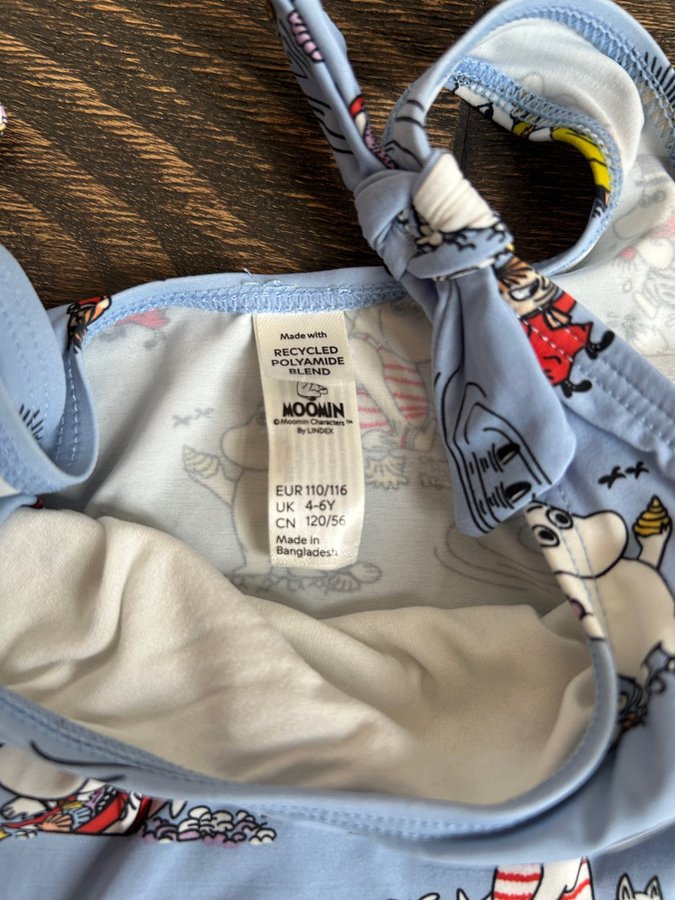 Made with
RECYCLED
POLYAMIDE
BLEND
MOOMIN
© Moomin Characters™
By LINDEX
EUR 110/116
UK 4-6Y
CN 120/56
Made in
Bangladesh